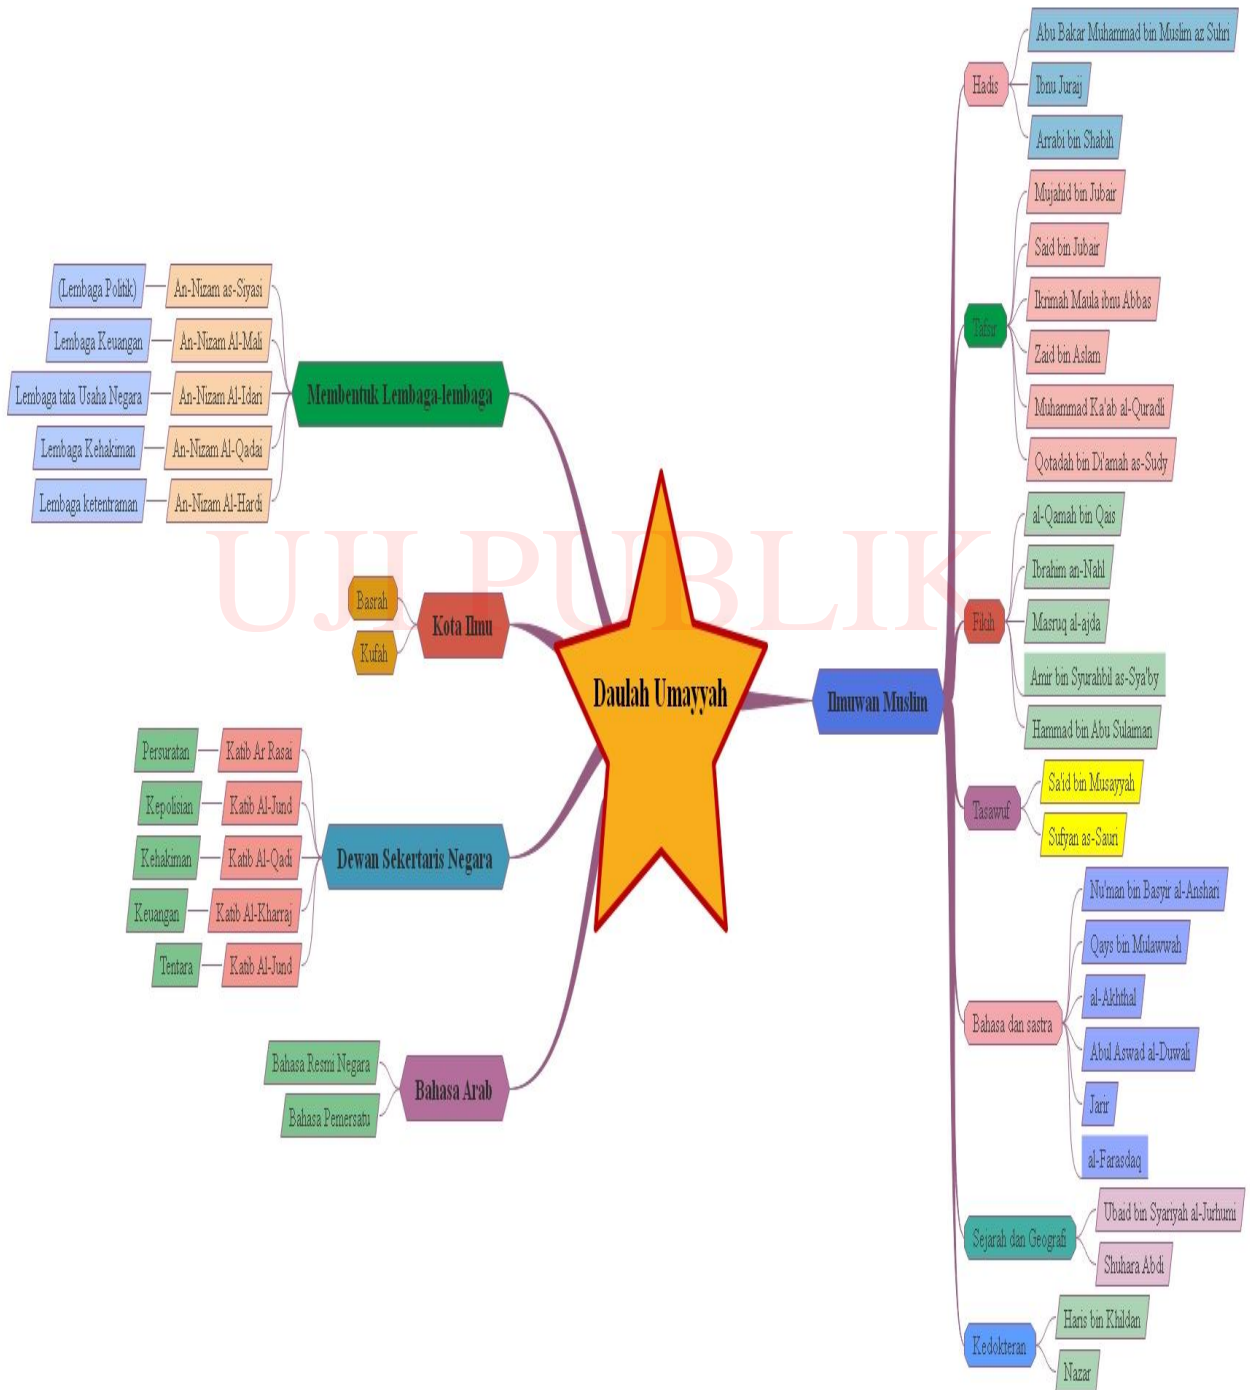 Daulah Umayyah
Membentuk Lembaga-lembaga
An-Nizam as-Siyasi
(Lembaga Politik)
An-Nizam Al-Mali
Lembaga Keuangan
An-Nizam Al-Idari
Lembaga tata Usaha Negara
An-Nizam Al-Qadai
Lembaga Kehakiman
An-Nizam Al-Hardi
Lembaga ketentraman
UJI PUBLIK
Kota Ilmu
Basrah
Kufah
Dewan Sekertaris Negara
Katib Ar Rasai
Persuratan
Katib Al-Jund
Kepolisian
Katib Al-Qadi
Kehakiman
Katib Al-Kharraj
Keuangan
Katib Al-Jund
Tentara
Bahasa Arab
Bahasa Resmi Negara
Bahasa Pemersatu
Ilmuwan Muslim
Hadis
Abu Bakar Muhammad bin Muslim az Suhri
Ibnu Juraij
Arrabi bin Shabih
Tafsir
Mujahid bin Jubair
Said bin Jubair
Ikrimah Maula ibnu Abbas
Zaid bin Aslam
Muhammad Ka'ab al-Quradli
Qotadah bin Di'amah as-Sudy
Fikih
al-Qamah bin Qais
Ibrahim an-Nahl
Masruq al-ajda
Amir bin Syurahbil as-Sya'by
Hammad bin Abu Sulaiman
Tasawuf
Sa'id bin Musayyah
Sufyan as-Sauri
Bahasa dan sastra
Nu'man bin Basyir al-Anshari
Qays bin Mulawwah
al-Akhthal
Abul Aswad al-Duwali
Jarir
al-Farasdaq
Sejarah dan Geografi
Ubaid bin Syariyah al-Jurhumi
Shuhara Abdi
Kedokteran
Haris bin Khildan
Nazar